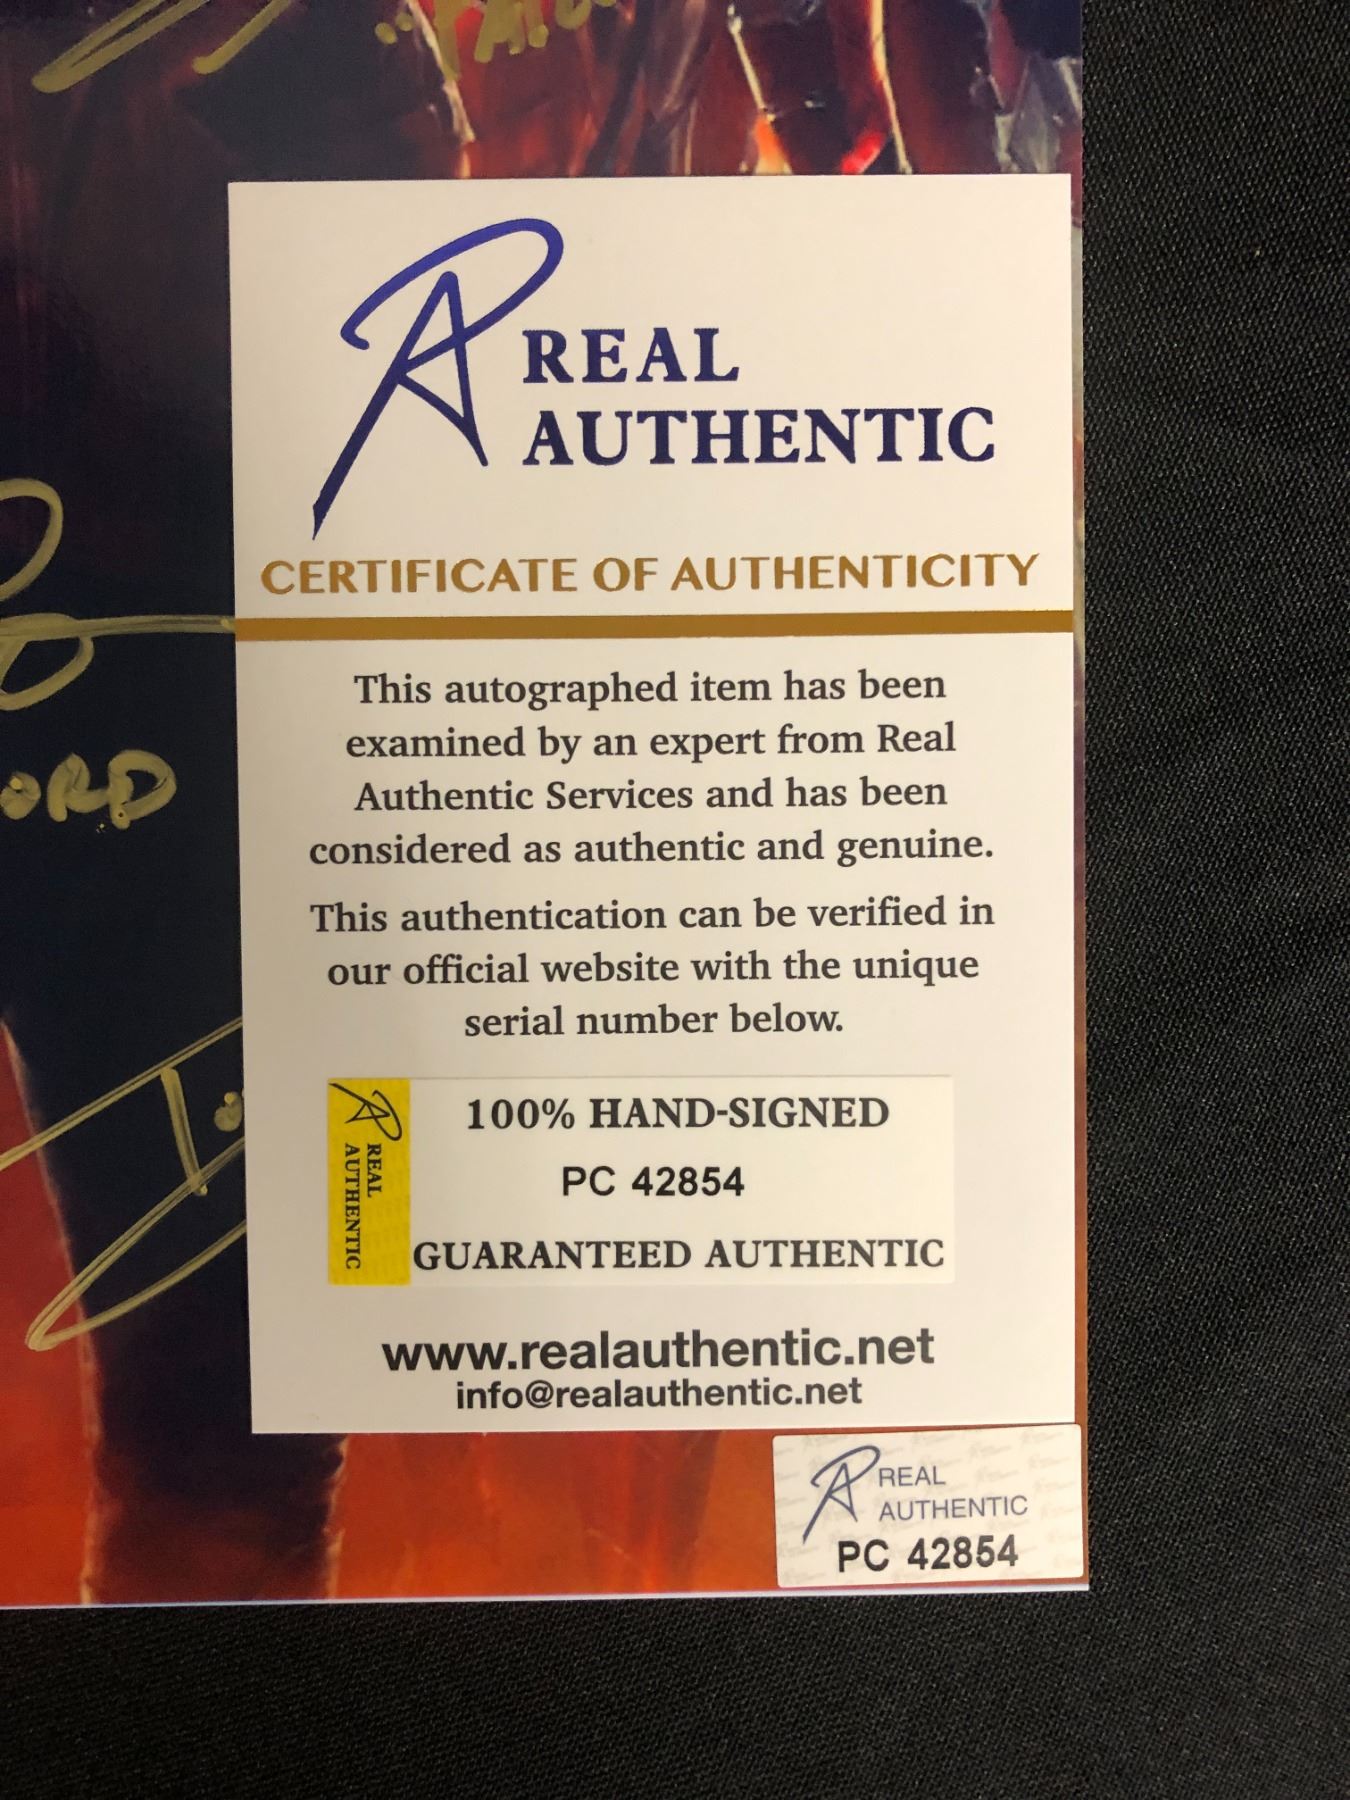 REAL
AUTHENTIC
CERTIFICATE OF AUTHENTICITY
This autographed item has been
examined by an expert from Real
Authentic Services and has been
considered as authentic and genuine.
This authentication can be verified in
our official website with the unique
serial number below.
REAL
AUTHENTIC
100% HAND-SIGNED
PC 42854
GUARANTEED AUTHENTIC
www.realauthentic.net
info@realauthentic.net
REAL
AUTHENTIC
PC 42854